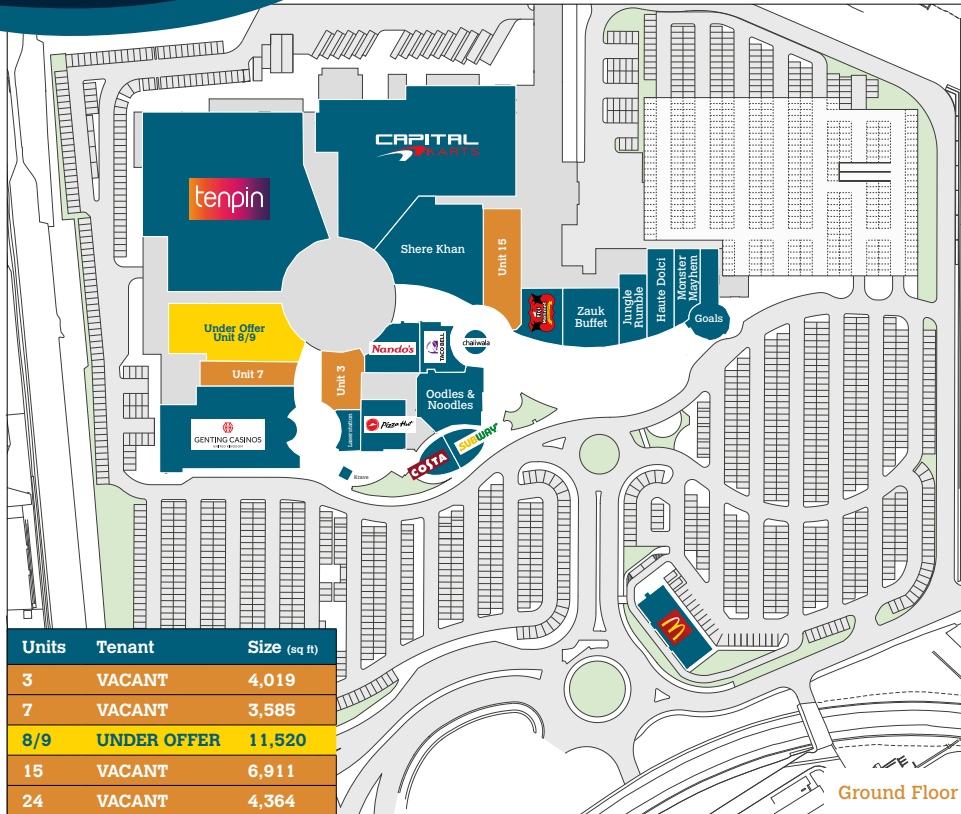 CAPITAL
KARTS
tenpin
Shere Khan
Unit 15
Zauk
Buffet
Jungle
Rumble
Haute Dolci
Monster
Mayhem
Goals
Under Offer
Unit 8/9
Nando's
TACO BELL
chaiiwala
Unit 7
Unit 3
Oodles &
Noodles
GENTING CASINOS
UNITED KINGDOM
Pizza Hut
COSTA
SUBWAY
Krave
Units Tenant Size (sq ft)
3 VACANT 4,019
7 VACANT 3,585
8/9 UNDER OFFER 11,520
15 VACANT 6,911
24 VACANT 4,364
Ground Floor